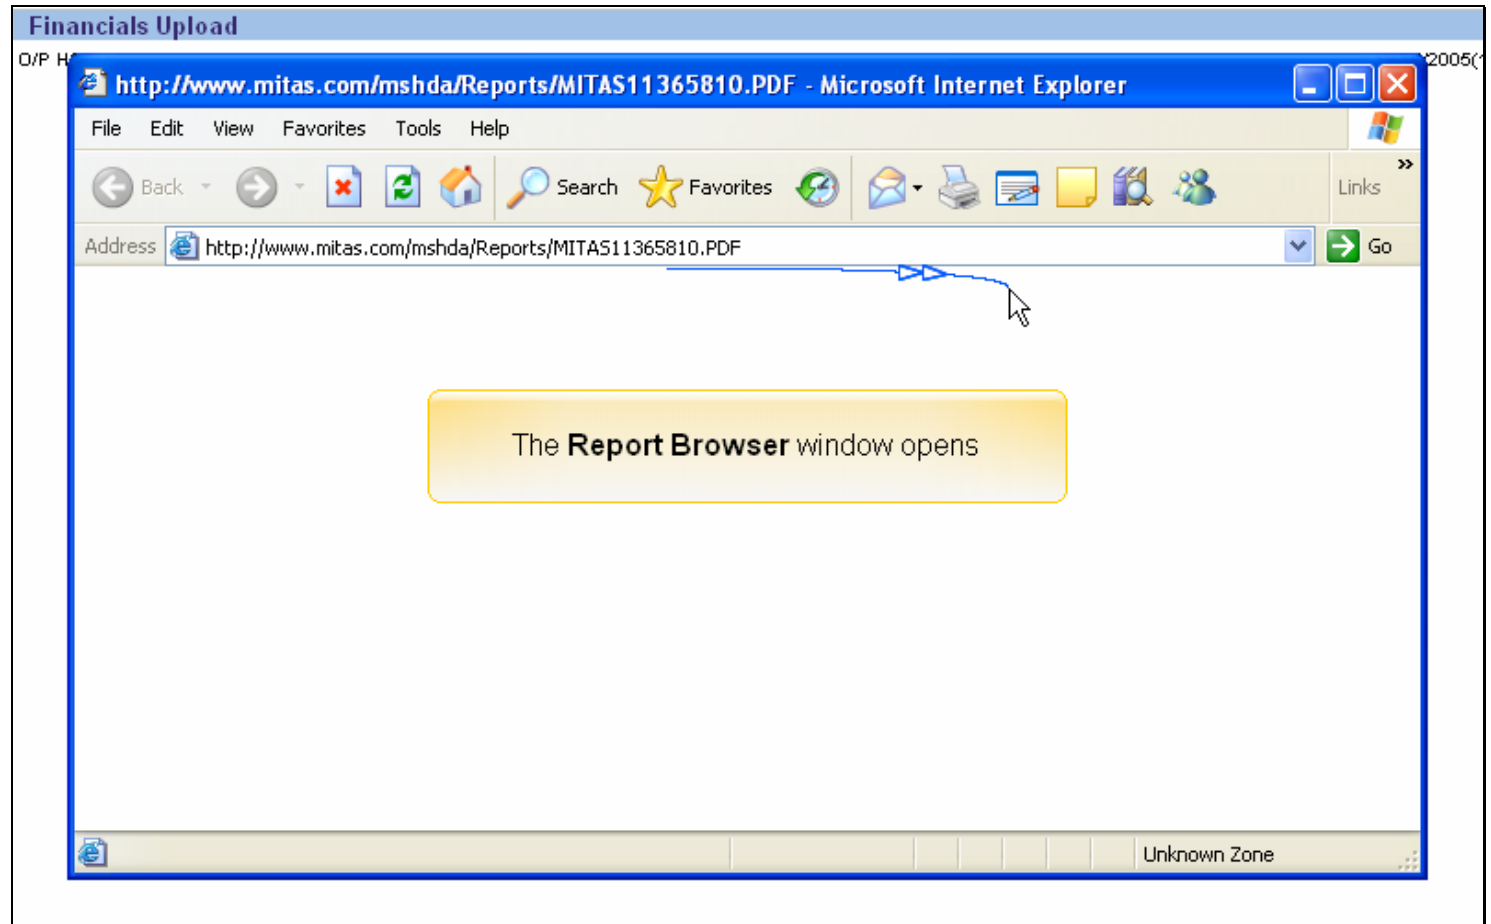 Financials Upload
O/P
2005(
http://www.mitas.com/mshda/Reports/MITAS11365810.PDF - Microsoft Internet Explorer
File Edit View Favorites Tools Help
Back Search Favorites Links
Address http://www.mitas.com/mshda/Reports/MITAS11365810.PDF Go
The Report Browser window opens
Unknown Zone